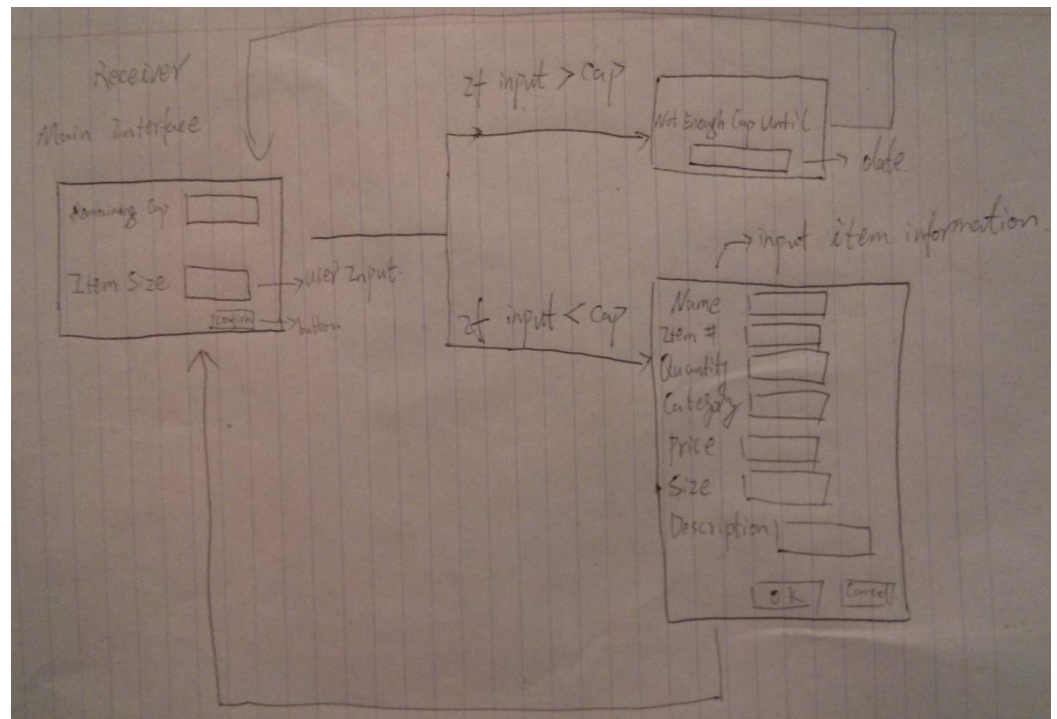 Receiver
Main Interface
Remaining Cap
Item Size
user Input.
confirm
button
If input > Cap
Not Enough Cap Until
date
If input < Cap
input item information.
Name
Item #
Quantity
Category
Price
Size
Description
Ok
Cancel